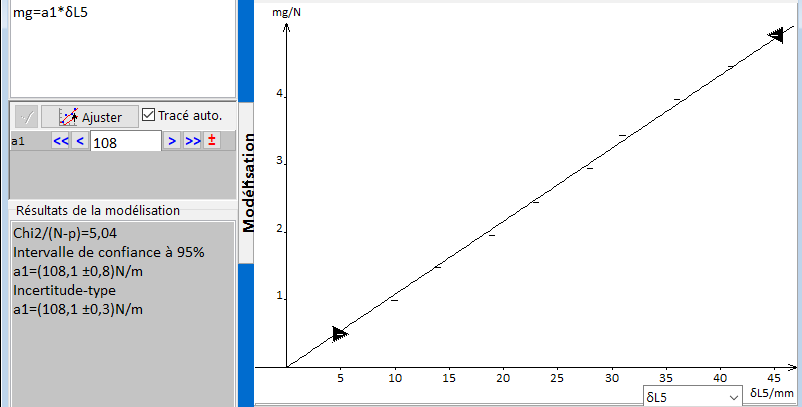 mg=a1*δL5
Ajuster
Tracé auto.
a1 << < 108 > >> ±
Résultats de la modélisation
Chi2/(N-p)=5,04
Intervalle de confiance à 95%
a1=(108,1 ±0,8)N/m
Incertitude-type
a1=(108,1 ±0,3)N/m
Modélisation
mg/N
4
3
2
1
5 10 15 20 25 30 35 40 45
δL5/mm
δL5